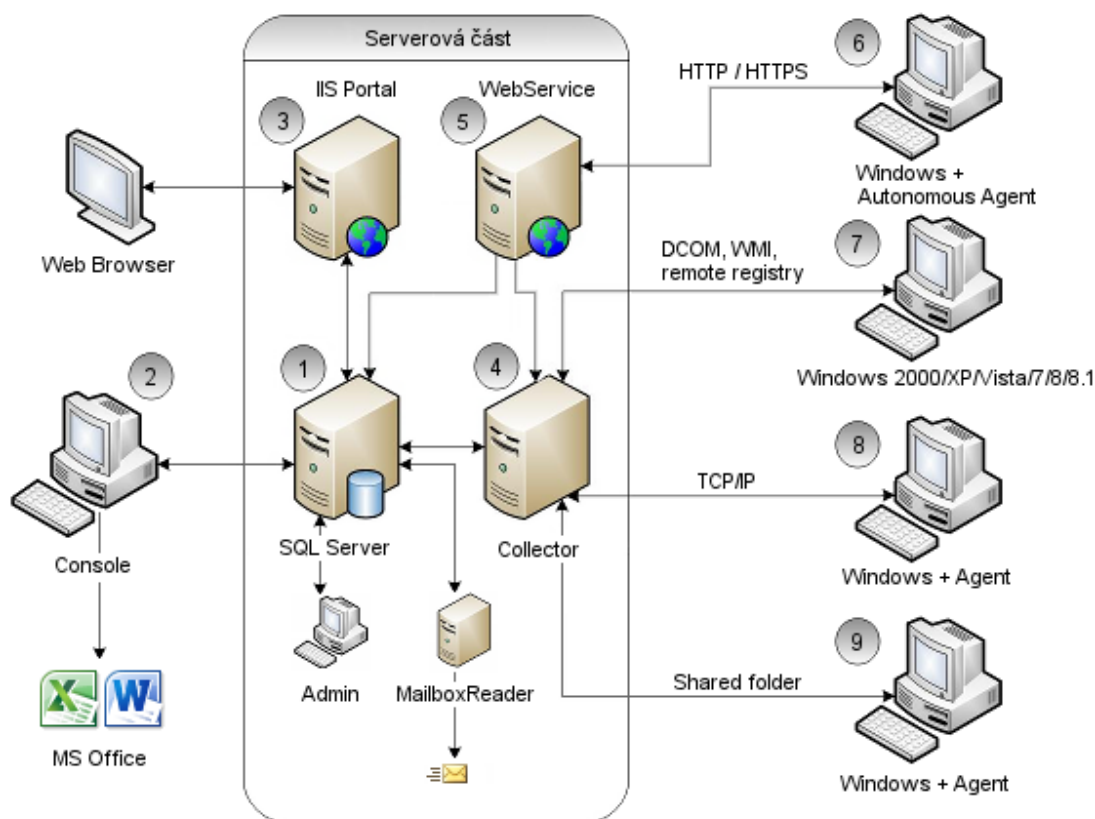 Serverová část
IIS Portal
WebService
3
5
6
HTTP / HTTPS
Windows +
Autonomous Agent
Web Browser
7
DCOM, WMI,
remote registry
Windows 2000/XP/Vista/7/8/8.1
2
1
4
Console
SQL Server
Collector
8
TCP/IP
Windows + Agent
Admin
MailboxReader
X
W
MS Office
9
Shared folder
Windows + Agent